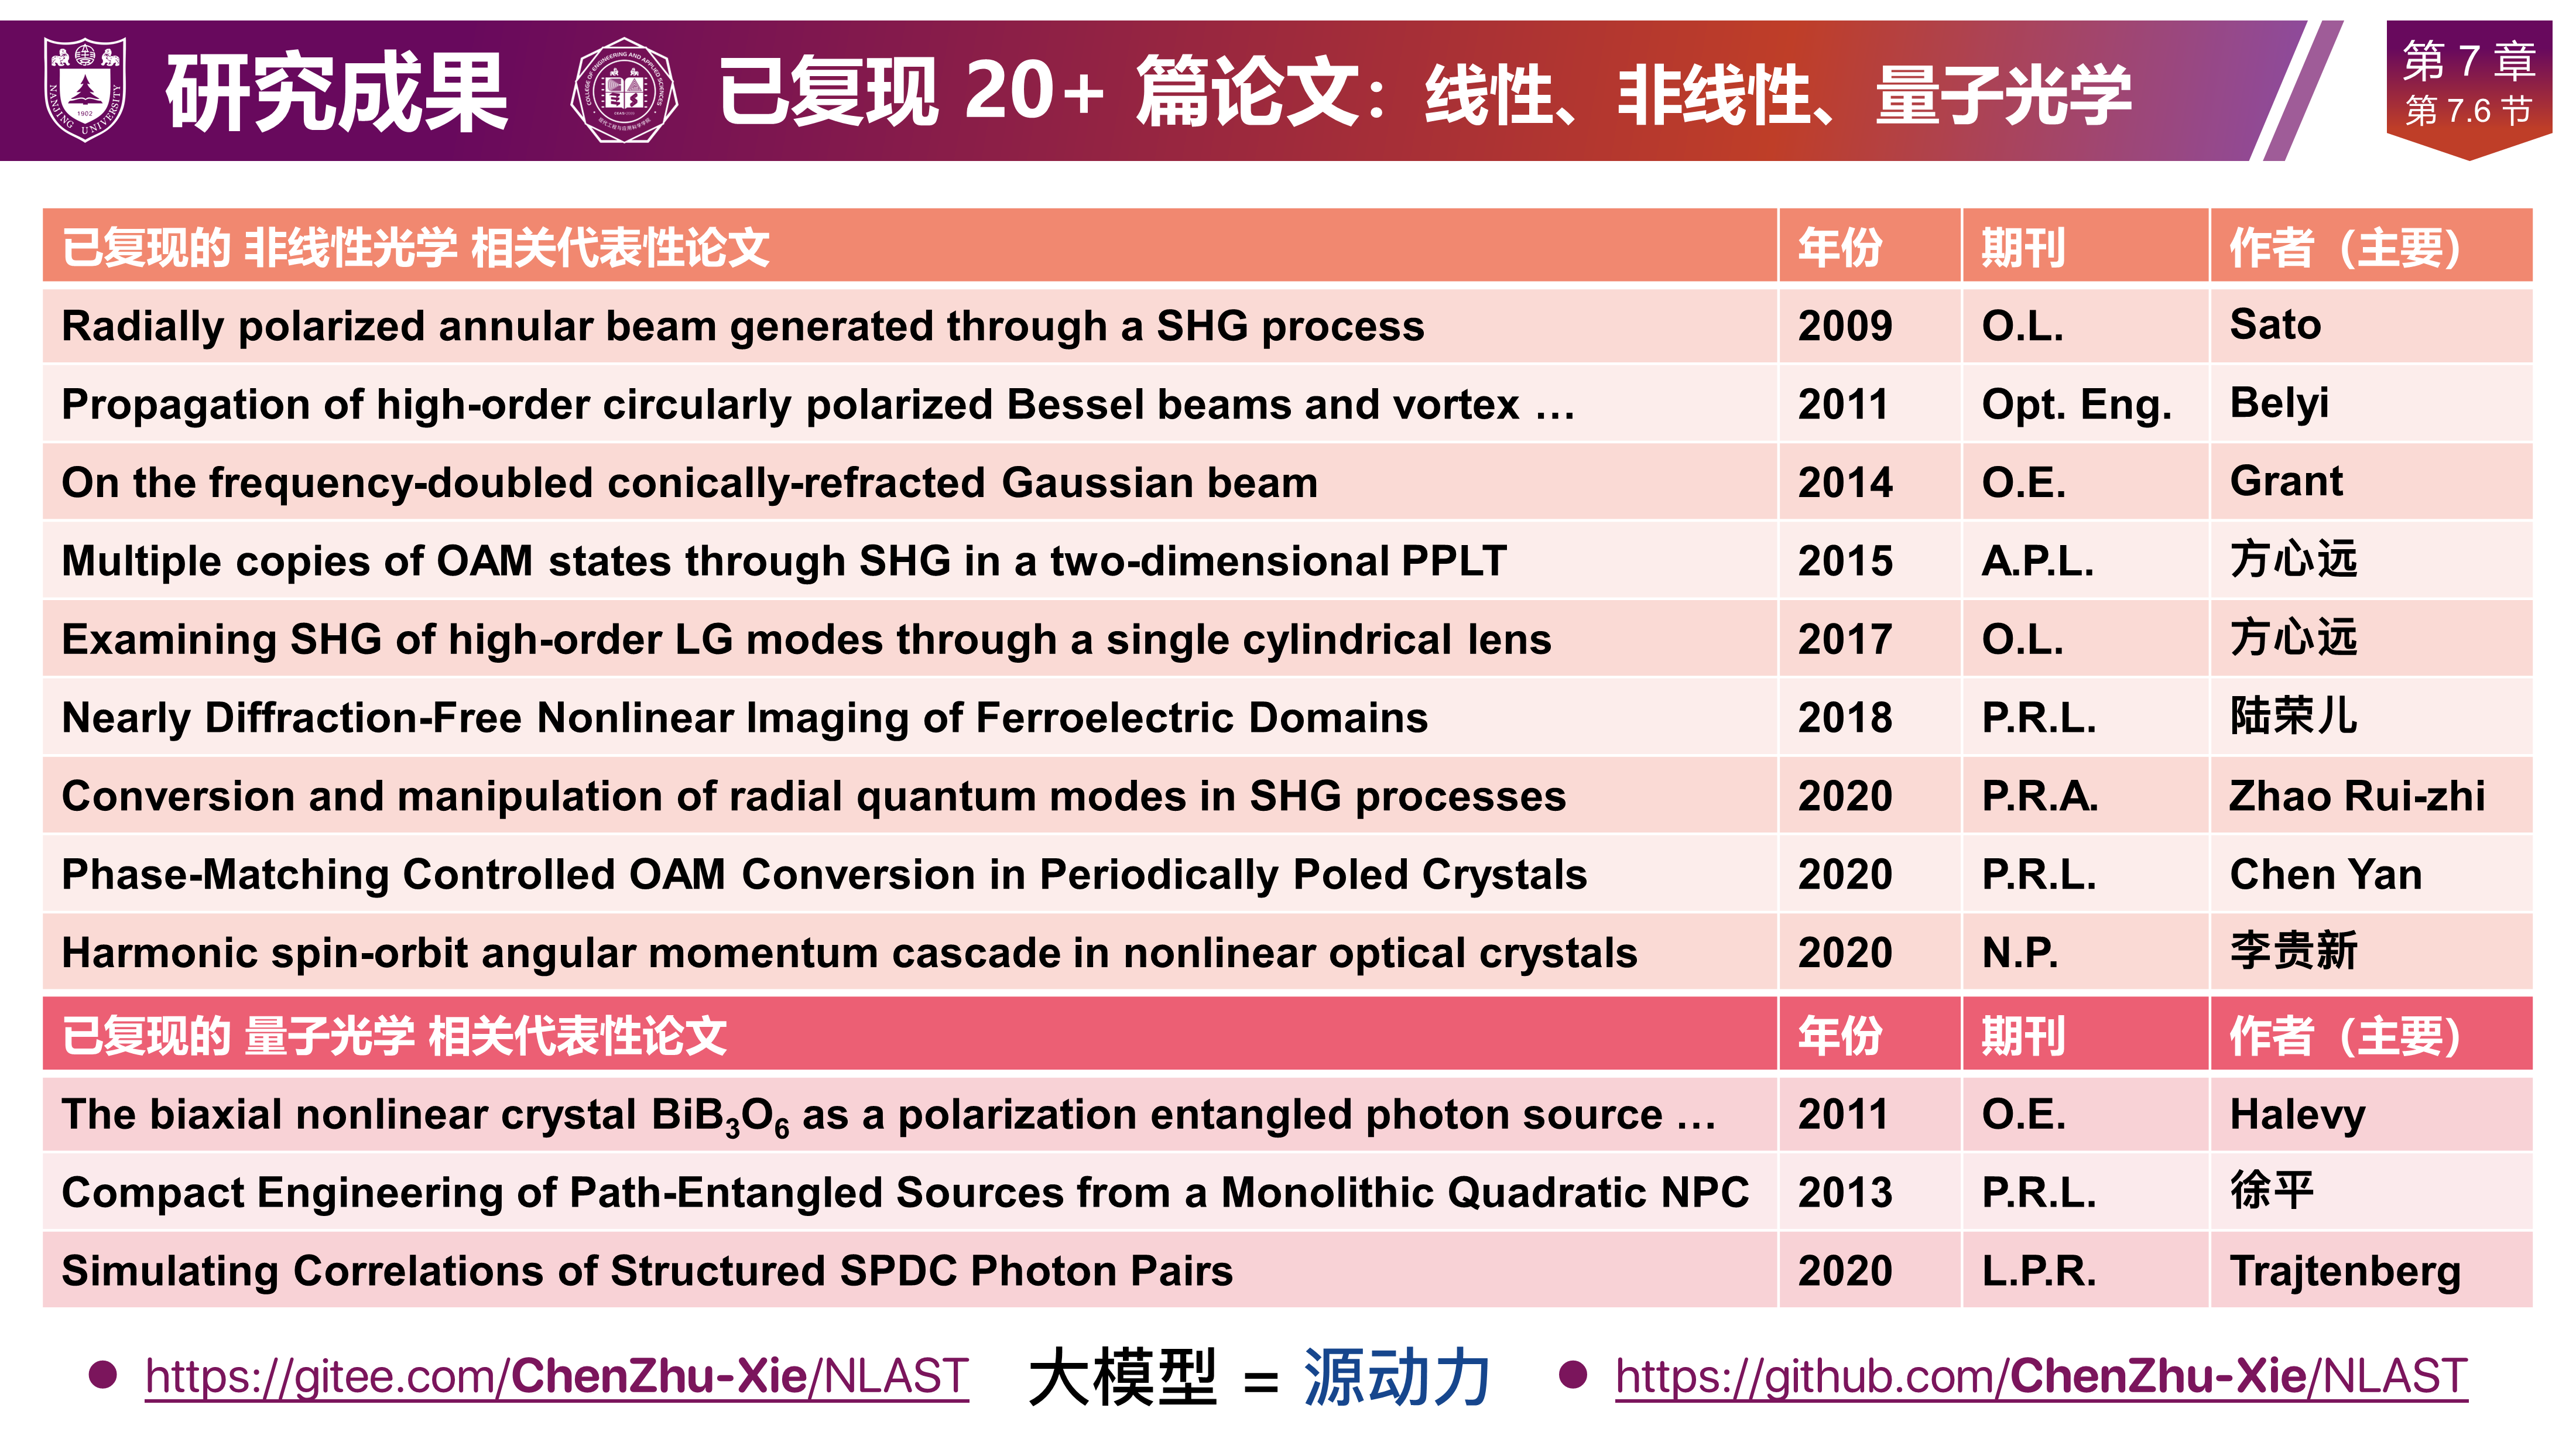 NANJING UNIVERSITY
1902
研究成果
COLLEGE OF ENGINEERING AND APPLIED SCIENCES
已复现 20+ 篇论文：线性、非线性、量子光学
第 7 章
第 7.6 节
已复现的 非线性光学 相关代表性论文 年份 期刊 作者（主要）
Radially polarized annular beam generated through a SHG process 2009 O.L. Sato
Propagation of high-order circularly polarized Bessel beams and vortex … 2011 Opt. Eng. Belyi
On the frequency-doubled conically-refracted Gaussian beam 2014 O.E. Grant
Multiple copies of OAM states through SHG in a two-dimensional PPLT 2015 A.P.L. 方心远
Examining SHG of high-order LG modes through a single cylindrical lens 2017 O.L. 方心远
Nearly Diffraction-Free Nonlinear Imaging of Ferroelectric Domains 2018 P.R.L. 陆荣儿
Conversion and manipulation of radial quantum modes in SHG processes 2020 P.R.A. Zhao Rui-zhi
Phase-Matching Controlled OAM Conversion in Periodically Poled Crystals 2020 P.R.L. Chen Yan
Harmonic spin-orbit angular momentum cascade in nonlinear optical crystals 2020 N.P. 李贵新
已复现的 量子光学 相关代表性论文 年份 期刊 作者（主要）
The biaxial nonlinear crystal BiB₃O₆ as a polarization entangled photon source … 2011 O.E. Halevy
Compact Engineering of Path-Entangled Sources from a Monolithic Quadratic NPC 2013 P.R.L. 徐平
Simulating Correlations of Structured SPDC Photon Pairs 2020 L.P.R. Trajtenberg
● https://gitee.com/ChenZhu-Xie/NLAST 大模型 = 源动力 ● https://github.com/ChenZhu-Xie/NLAST